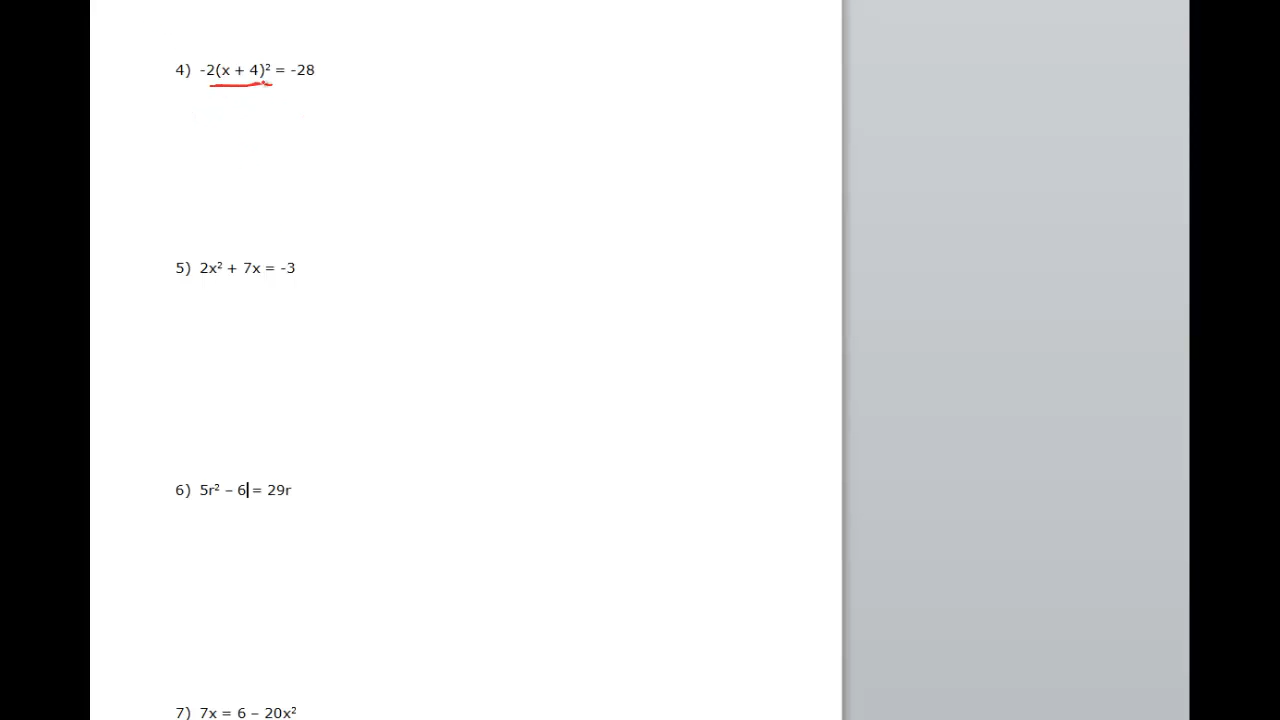 4) -2(x + 4)² = -28
5) 2x² + 7x = -3
6) 5r² – 6 = 29r
7) 7x = 6 – 20x²